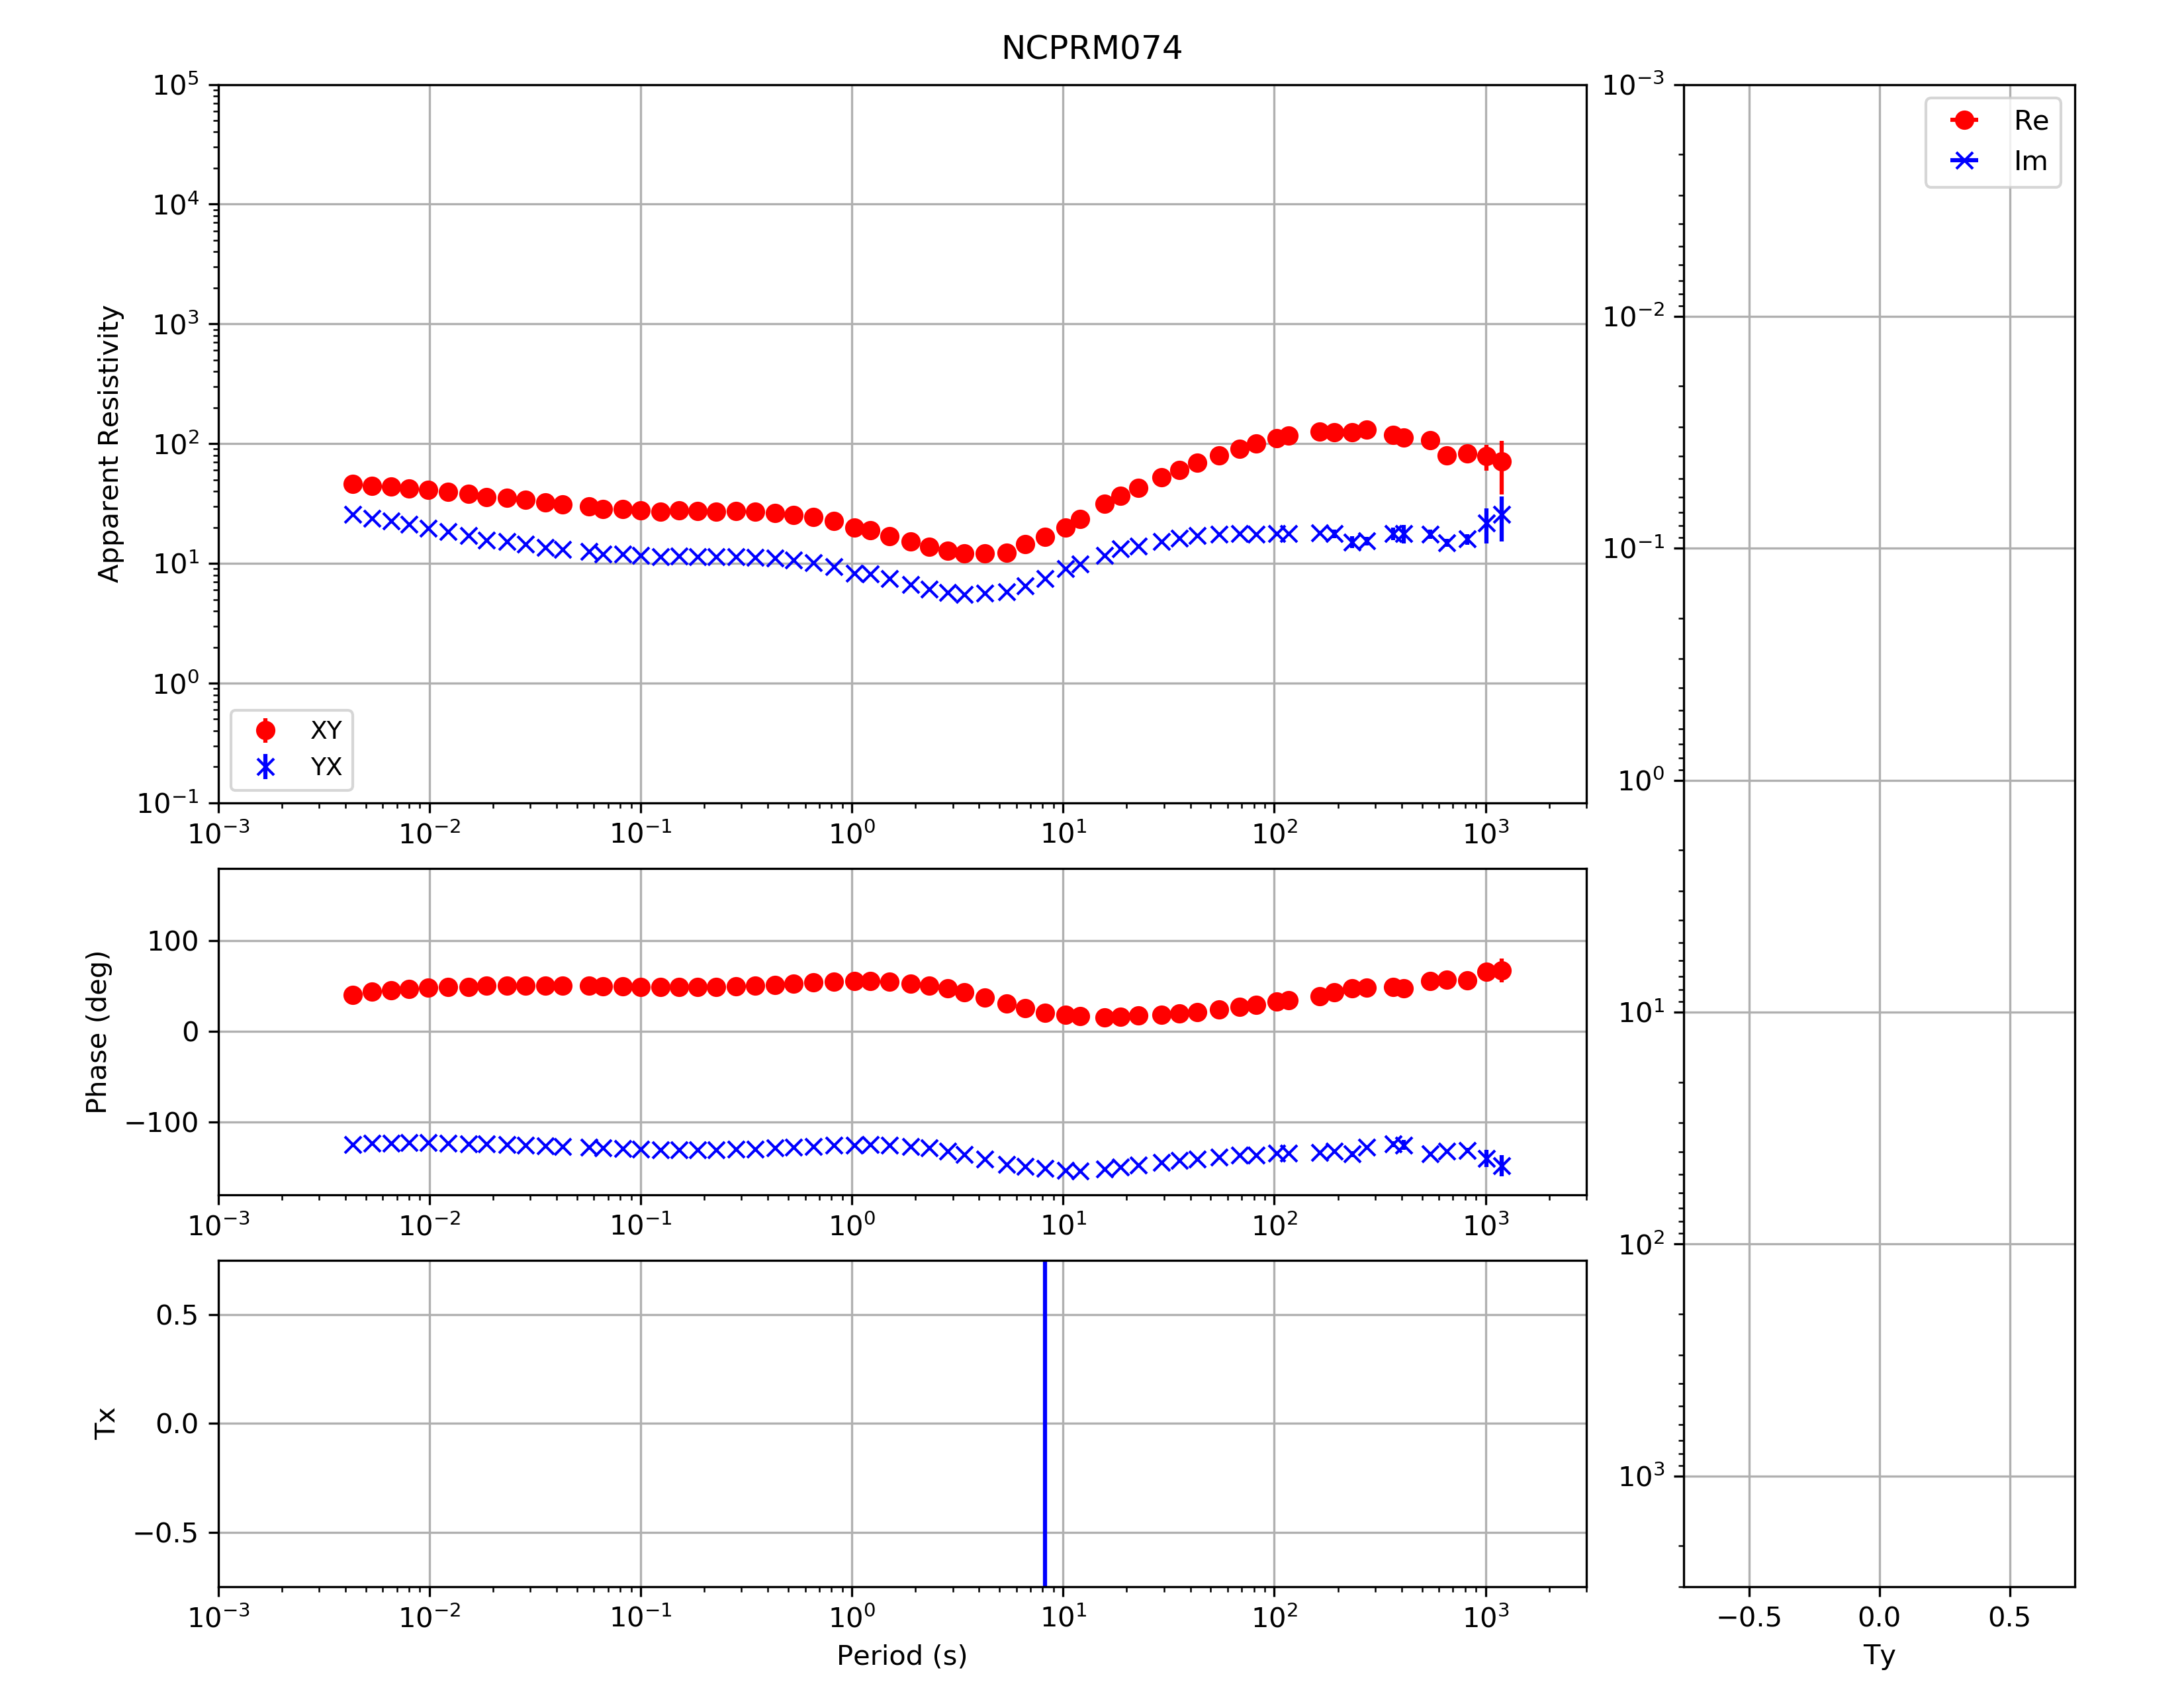 NCPRM074
Apparent Resistivity
10^5
10^4
10^3
10^2
10^1
10^0
10^-1
XY
YX
10^-3 10^-2 10^-1 10^0 10^1 10^2 10^3
Phase (deg)
100
0
−100
10^-3 10^-2 10^-1 10^0 10^1 10^2 10^3
Tx
0.5
0.0
−0.5
10^-3 10^-2 10^-1 10^0 10^1 10^2 10^3
Period (s)
10^-3
10^-2
10^-1
10^0
10^1
10^2
10^3
Re
Im
−0.5 0.0 0.5
Ty